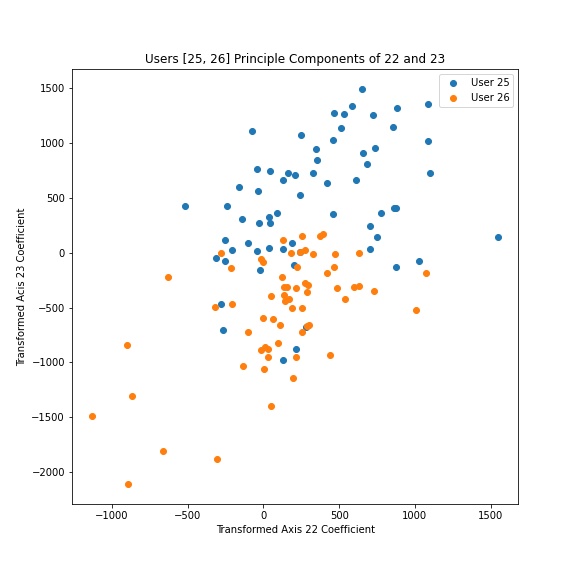 Users [25, 26] Principle Components of 22 and 23
User 25
User 26
1500
1000
500
0
−500
−1000
−1500
−2000
Transformed Acis 23 Coefficient
−1000
−500
0
500
1000
1500
Transformed Axis 22 Coefficient